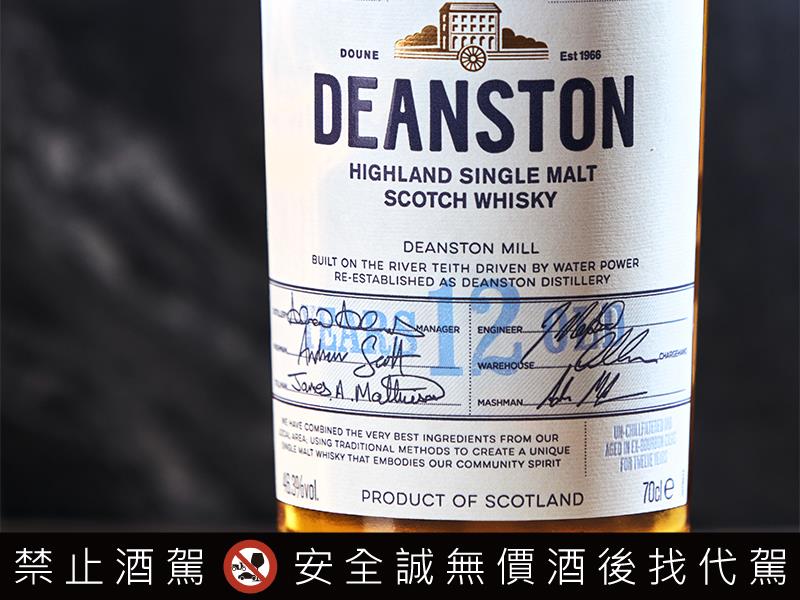 DOUNE
Est 1966
DEANSTON
HIGHLAND SINGLE MALT
SCOTCH WHISKY
DEANSTON MILL
BUILT ON THE RIVER TEITH DRIVEN BY WATER POWER
RE-ESTABLISHED AS DEANSTON DISTILLERY
YEARS 12 OLD
MANAGER
Andrew Scott
James A. Mathieson
ENGINEER
WAREHOUSE
CHARGEHAND
MASHMAN
WE HAVE COMBINED THE VERY BEST INGREDIENTS FROM OUR
LOCAL AREA, USING TRADITIONAL METHODS TO CREATE A UNIQUE
SINGLE MALT WHISKY THAT EMBODIES OUR COMMUNITY SPIRIT
UN-CHILLFILTERED AND
AGED IN EX-BOURBON CASKS
FOR TWELVE YEARS
46.3%vol.
PRODUCT OF SCOTLAND
70cl e
禁止酒駕 安全誠無價酒後找代駕